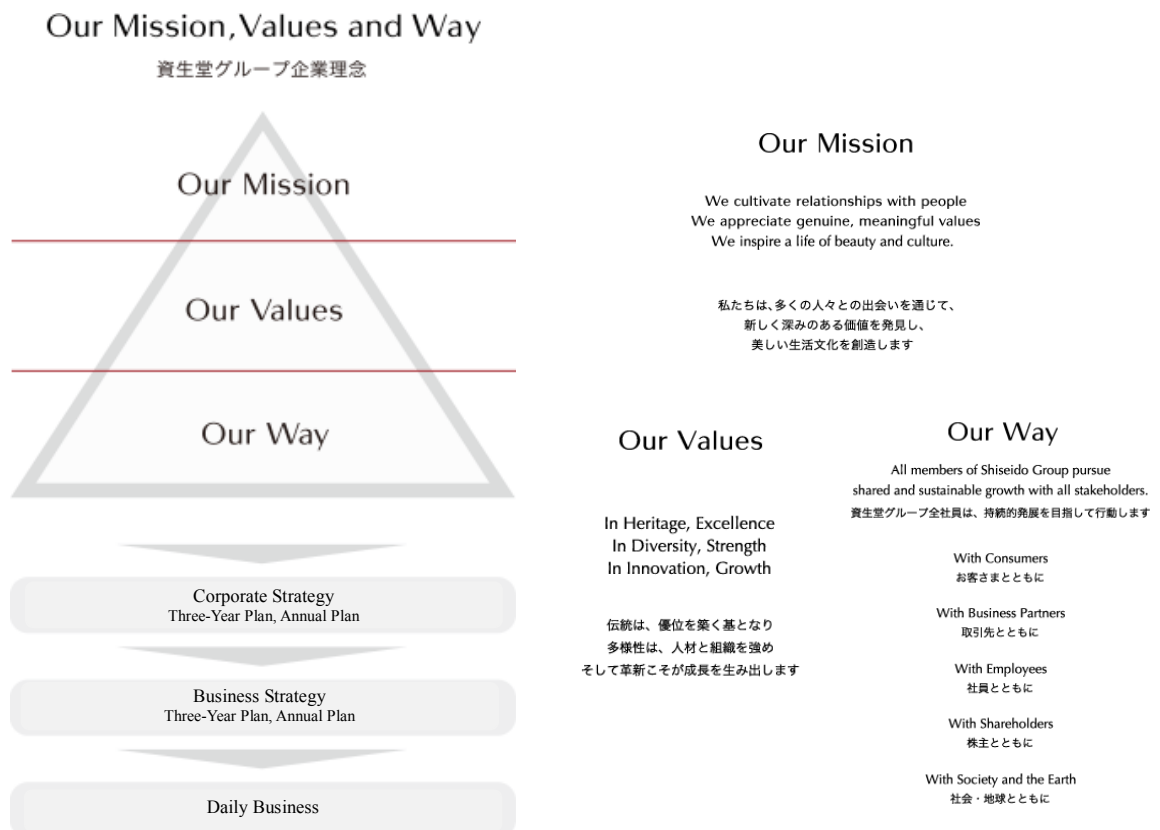 Our Mission, Values and Way
資生堂グループ企業理念
Our Mission
Our Values
Our Way
Corporate Strategy
Three-Year Plan, Annual Plan
Business Strategy
Three-Year Plan, Annual Plan
Daily Business
Our Mission
We cultivate relationships with people
We appreciate genuine, meaningful values
We inspire a life of beauty and culture.
私たちは、多くの人々との出会いを通じて、
新しく深みのある価値を発見し、
美しい生活文化を創造します
Our Values
In Heritage, Excellence
In Diversity, Strength
In Innovation, Growth
伝統は、優位を築く基となり
多様性は、人材と組織を強め
そして革新こそが成長を生み出します
Our Way
All members of Shiseido Group pursue
shared and sustainable growth with all stakeholders.
資生堂グループ全社員は、持続的発展を目指して行動します
With Consumers
お客さまとともに
With Business Partners
取引先とともに
With Employees
社員とともに
With Shareholders
株主とともに
With Society and the Earth
社会・地球とともに